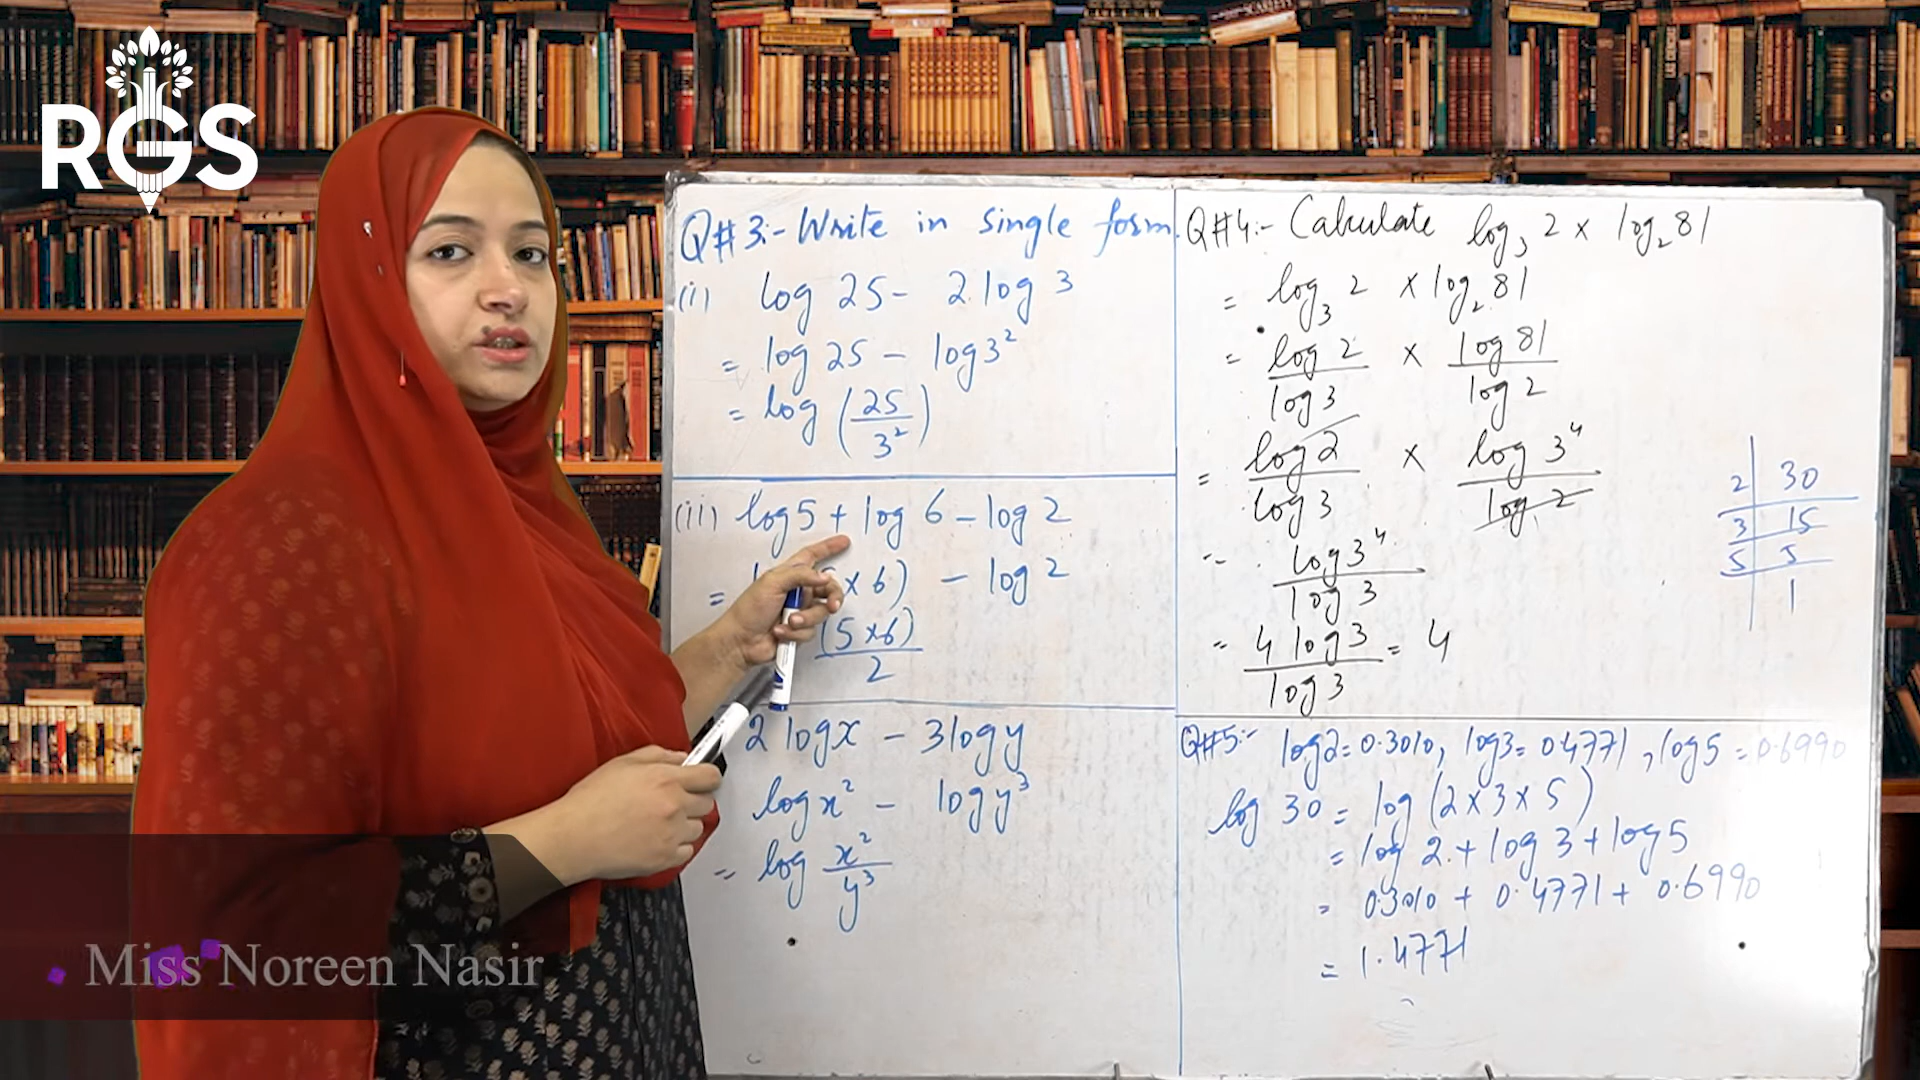 RGS
Q#3:- Write in single form.
(i) log 25 - 2 log 3
= log 25 - log 3²
= log (25/3²)
(iii) log 5 + log 6 - log 2
= × 6) - log 2
(5×6)/2
2 log x - 3 log y
log x² - log y³
= log x²/y³
Q#4:- Calculate log₃ 2 × log₂ 81
= log₃ 2 × log₂ 81
= log 2/log 3 × log 81/log 2
= log 2/log 3 × log 3⁴/log 2
= log 3⁴/log 3
= 4 log 3/log 3 = 4
2 | 30
3 | 15
5 | 5
| 1
Q#5:- log 2 = 0.3010, log 3 = 0.4771, log 5 = 0.6990
log 30 = log (2 × 3 × 5)
= log 2 + log 3 + log 5
= 0.3010 + 0.4771 + 0.6990
= 1.4771
Miss Noreen Nasir